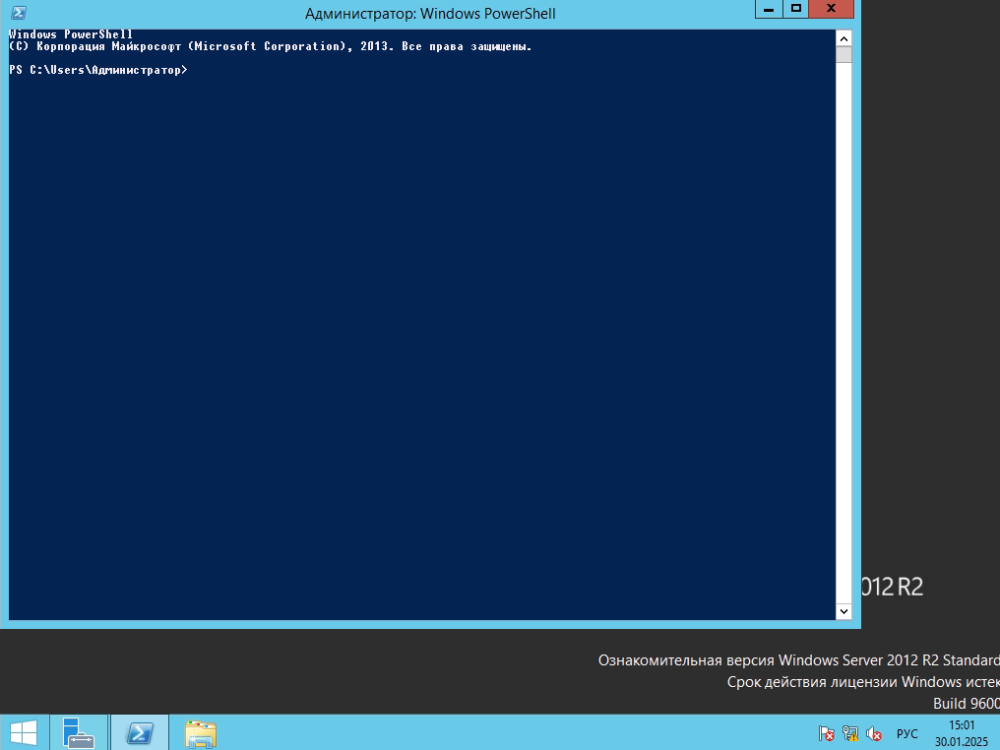 Администратор: Windows PowerShell
Windows PowerShell
(C) Корпорация Майкрософт (Microsoft Corporation), 2013. Все права защищены.
PS C:\Users\Администратор>
012 R2
Ознакомительная версия Windows Server 2012 R2 Standard
Срок действия лицензии Windows истек
Build 9600
РУС
15:01
30.01.2025